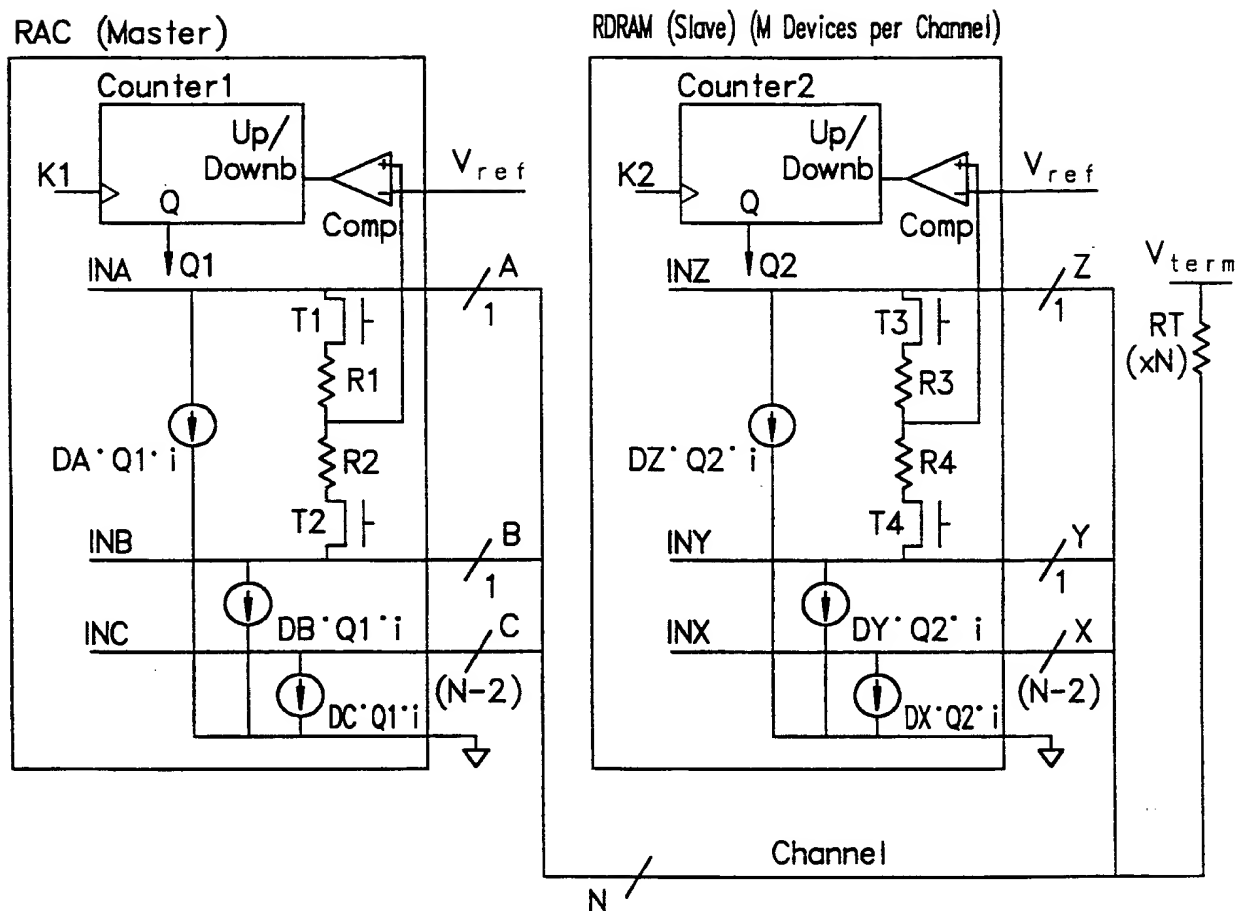 RAC (Master)
Counter1
Up/
Downb
K1
Q
Vref
Comp
+
-
INA
Q1
A
1
T1
R1
DA·Q1·i
R2
T2
INB
B
1
DB·Q1·i
INC
C
(N-2)
DC·Q1·i
RDRAM (Slave) (M Devices per Channel)
Counter2
Up/
Downb
K2
Q
Vref
Comp
+
-
INZ
Q2
Z
1
T3
R3
DZ·Q2·i
R4
T4
INY
Y
1
DY·Q2·i
INX
X
(N-2)
DX·Q2·i
Vterm
RT
(xN)
Channel
N